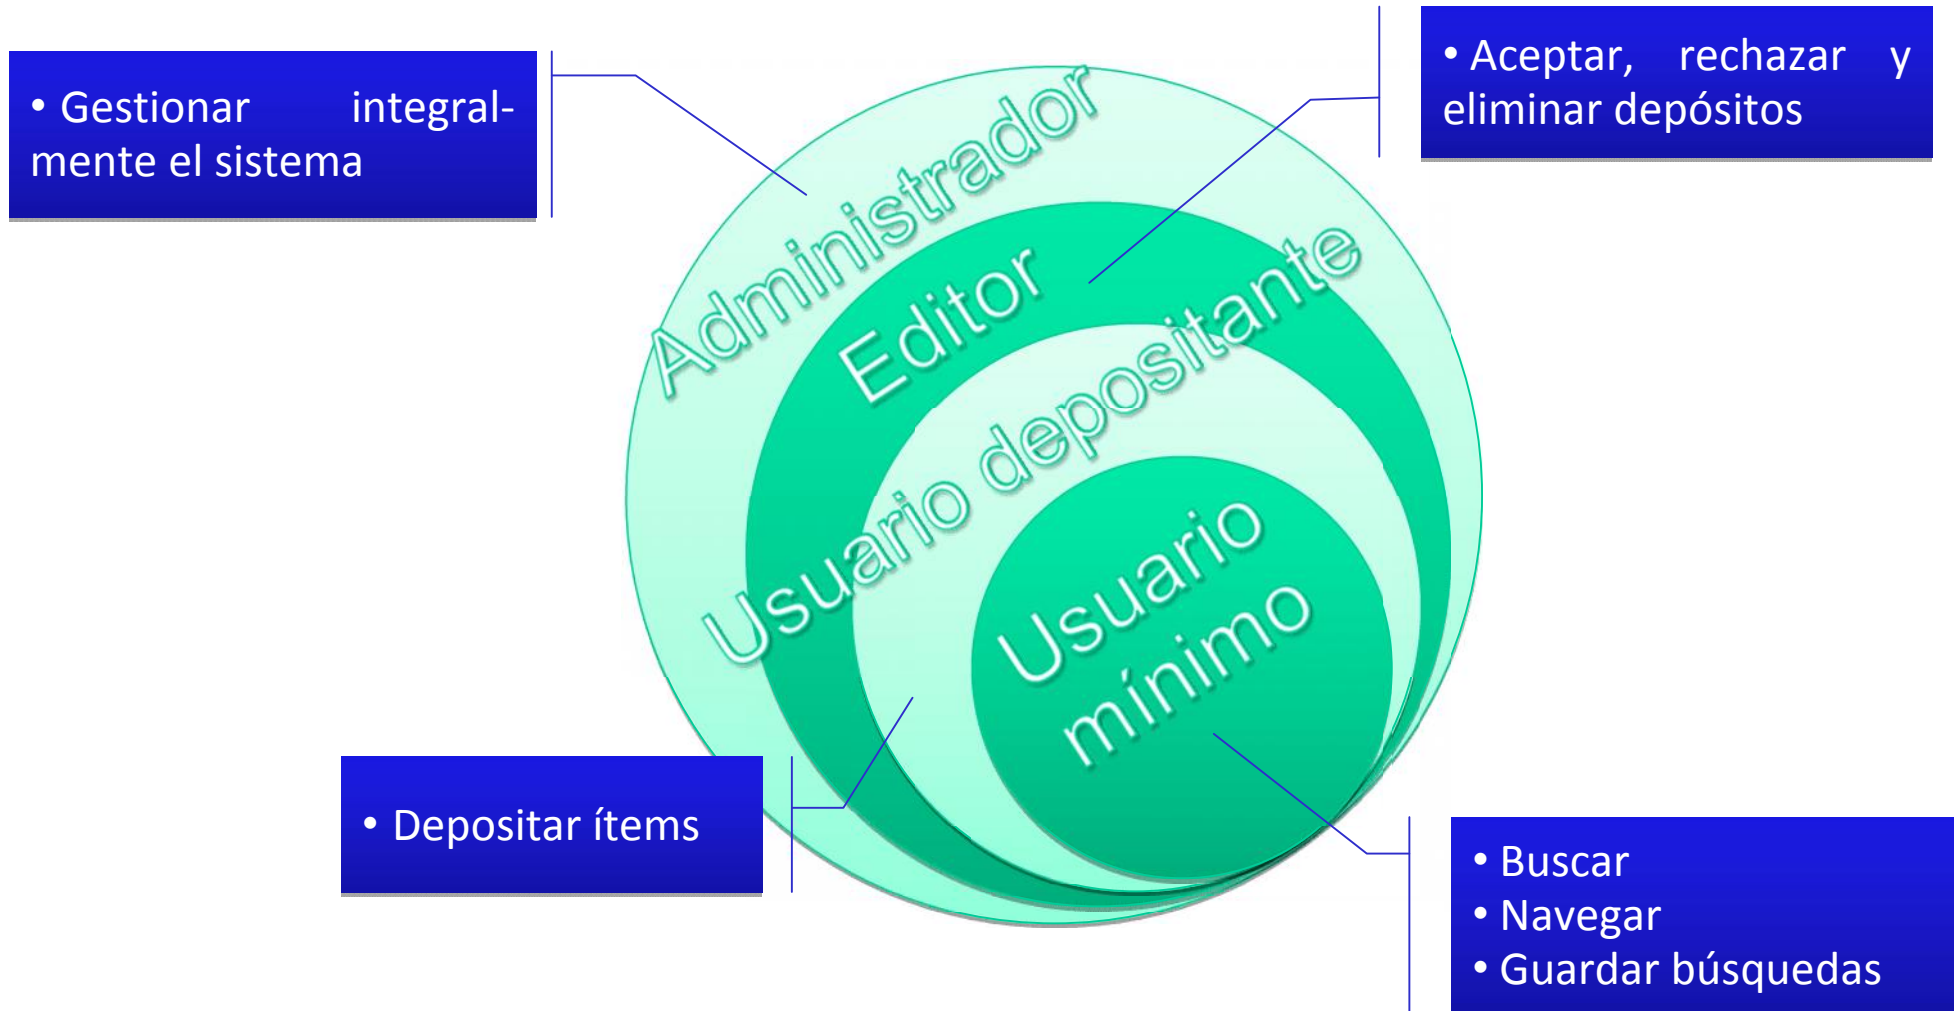 • Gestionar integral-
mente el sistema
• Aceptar, rechazar y
eliminar depósitos
Administrador
Editor
Usuario depositante
Usuario
mínimo
• Depositar ítems
• Buscar
• Navegar
• Guardar búsquedas